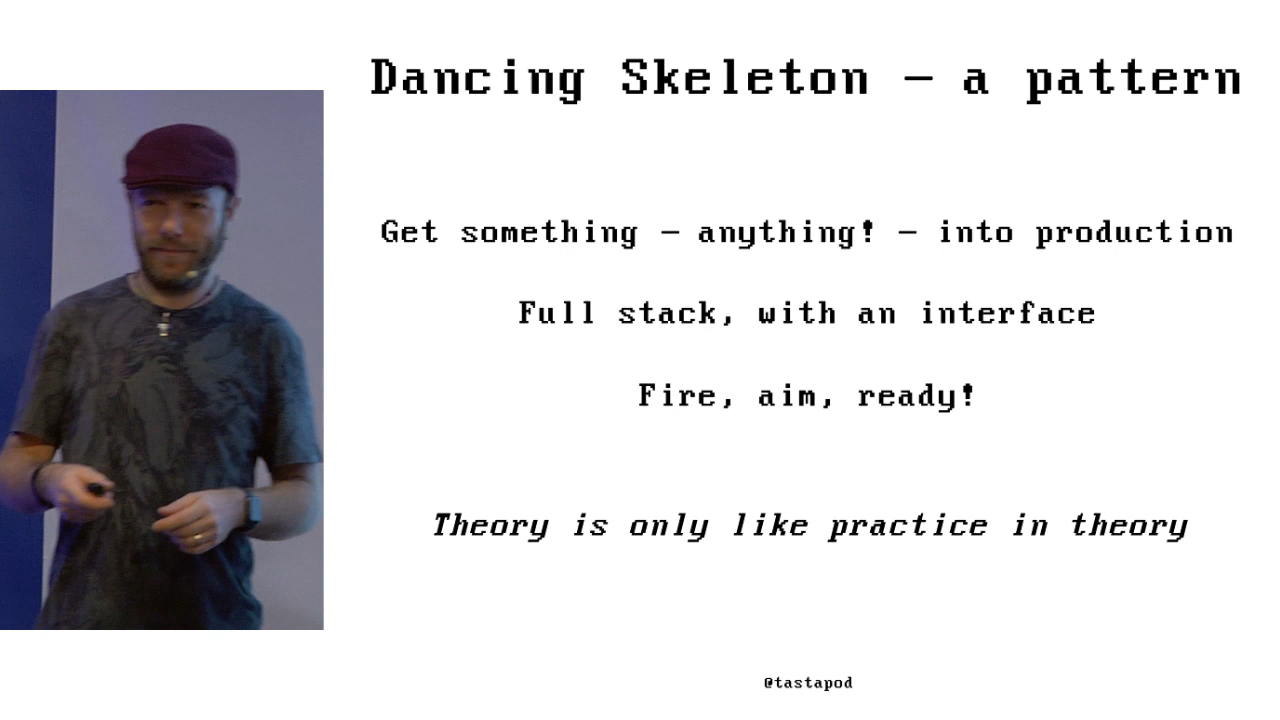 Dancing Skeleton — a pattern
Get something — anything! — into production
Full stack, with an interface
Fire, aim, ready!
Theory is only like practice in theory
@tastapod